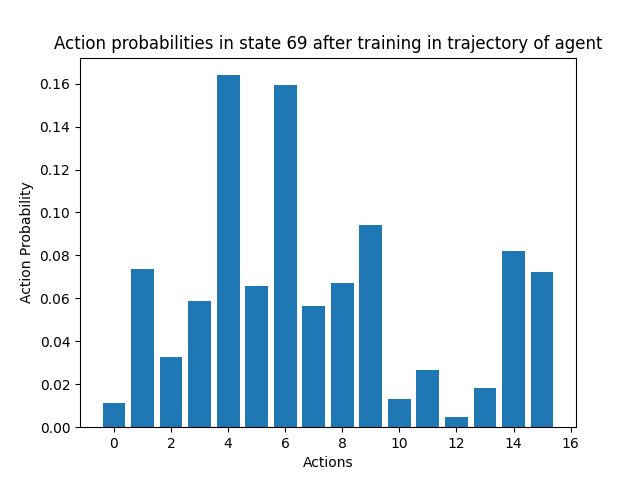 Action probabilities in state 69 after training in trajectory of agent
Action Probability
0.16
0.14
0.12
0.10
0.08
0.06
0.04
0.02
0.00
0 2 4 6 8 10 12 14 16
Actions